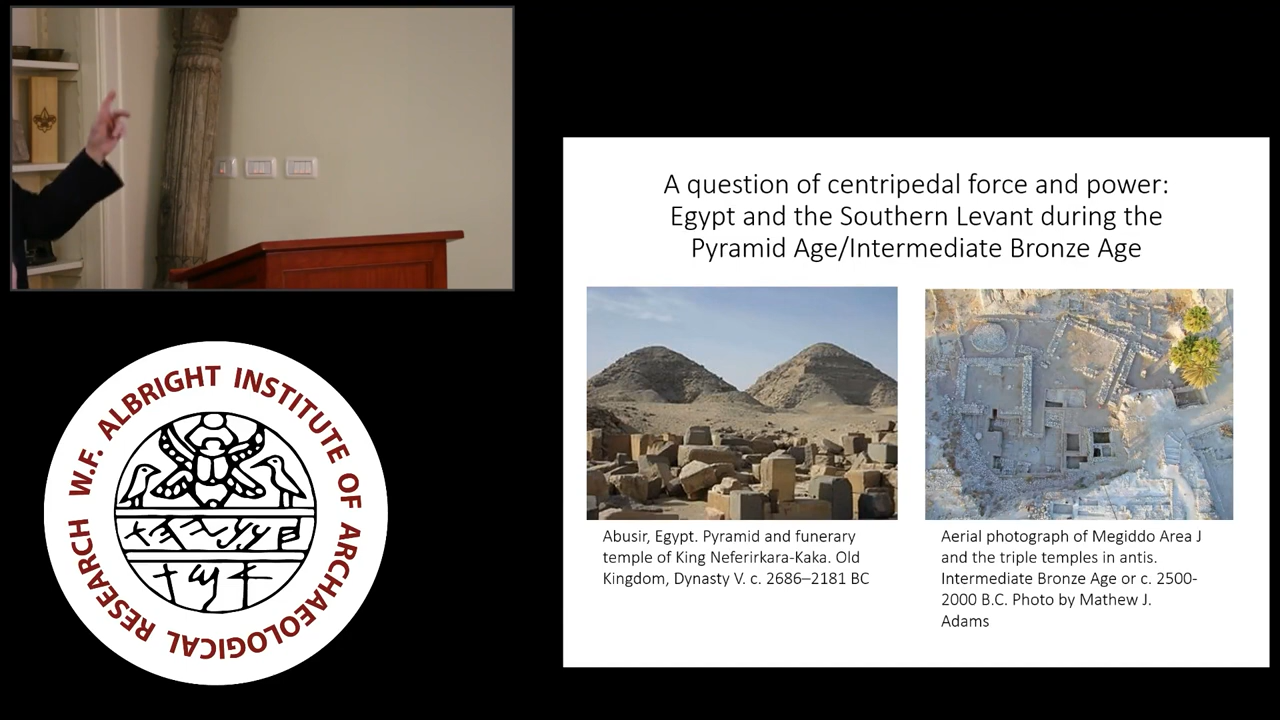 A question of centripedal force and power:
Egypt and the Southern Levant during the
Pyramid Age/Intermediate Bronze Age
Abusir, Egypt. Pyramid and funerary
temple of King Neferirkara-Kaka. Old
Kingdom, Dynasty V. c. 2686–2181 BC
Aerial photograph of Megiddo Area J
and the triple temples in antis.
Intermediate Bronze Age or c. 2500-
2000 B.C. Photo by Mathew J.
Adams
W.F. ALBRIGHT INSTITUTE OF ARCHAEOLOGICAL RESEARCH